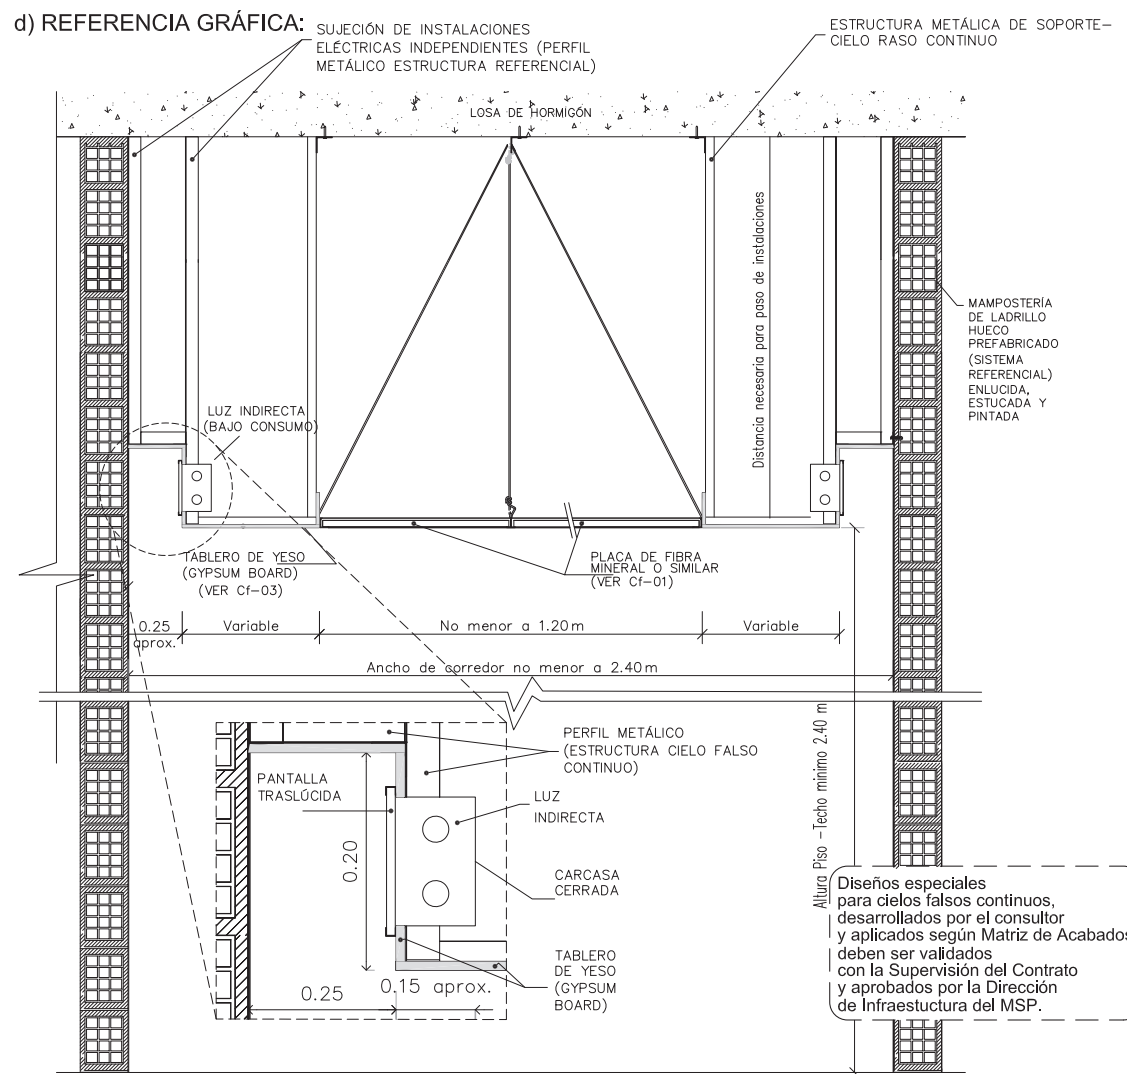 d) REFERENCIA GRÁFICA:
SUJECIÓN DE INSTALACIONES
ELÉCTRICAS INDEPENDIENTES (PERFIL
METÁLICO ESTRUCTURA REFERENCIAL)
ESTRUCTURA METÁLICA DE SOPORTE-
CIELO RASO CONTINUO
LOSA DE HORMIGÓN
Distancia necesaria para paso de instalaciones
MAMPOSTERÍA
DE LADRILLO
HUECO
PREFABRICADO
(SISTEMA
REFERENCIAL)
ENLUCIDA,
ESTUCADA Y
PINTADA
LUZ INDIRECTA
(BAJO CONSUMO)
TABLERO DE YESO
(GYPSUM BOARD)
(VER Cf-03)
PLACA DE FIBRA
MINERAL O SIMILAR
(VER Cf-01)
0.25
aprox.
Variable
No menor a 1.20m
Variable
Ancho de corredor no menor a 2.40m
Altura Piso -Techo minimo 2.40 m
PERFIL METÁLICO
(ESTRUCTURA CIELO FALSO
CONTINUO)
PANTALLA
TRASLÚCIDA
LUZ
INDIRECTA
0.20
CARCASA
CERRADA
TABLERO
DE YESO
(GYPSUM
BOARD)
0.25
0.15 aprox.
Diseños especiales
para cielos falsos continuos,
desarrollados por el consultor
y aplicados según Matriz de Acabados
deben ser validados
con la Supervisión del Contrato
y aprobados por la Dirección
de Infraestuctura del MSP.